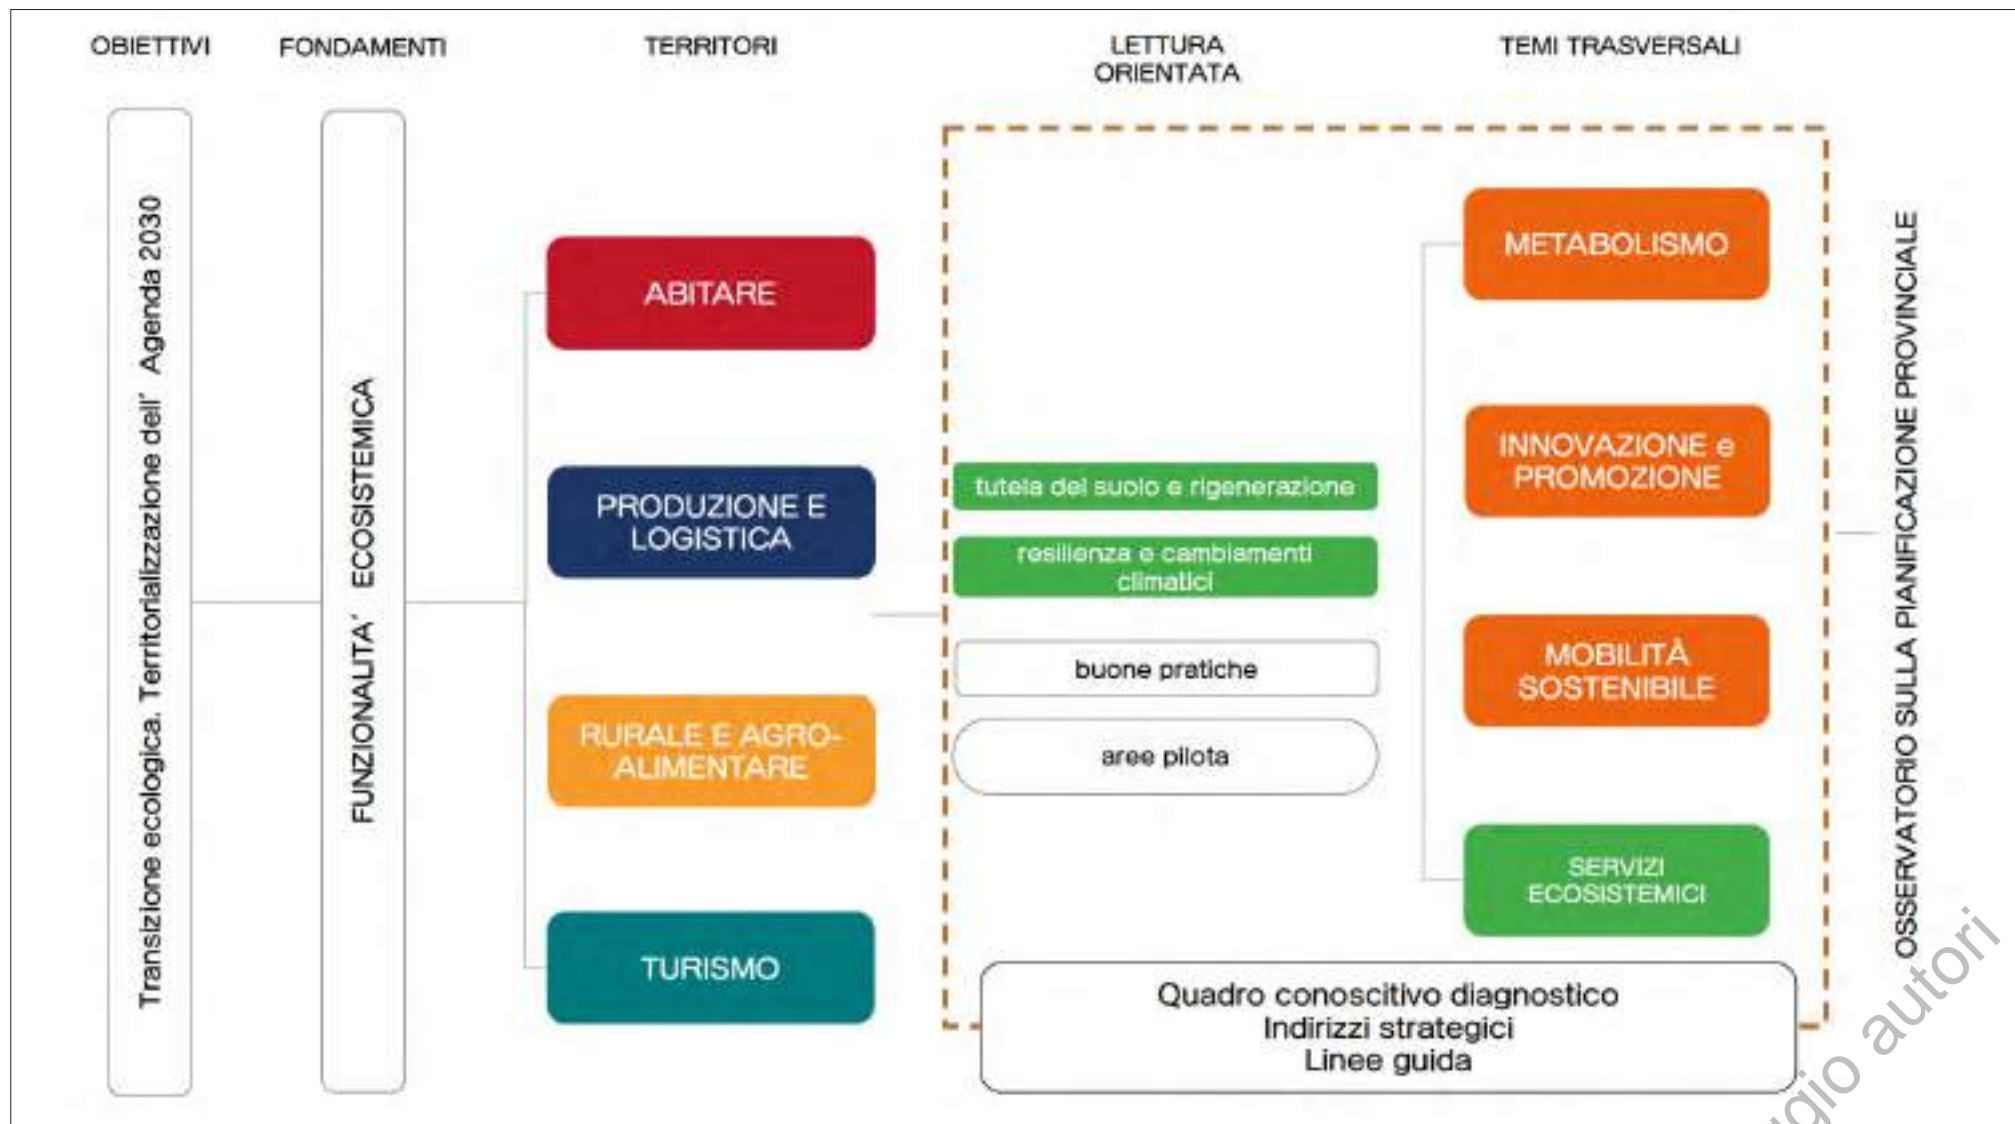 OBIETTIVI
FONDAMENTI
TERRITORI
LETTURA
ORIENTATA
TEMI TRASVERSALI
Transizione ecologica. Territorializzazione dell´ Agenda 2030
FUNZIONALITA´ ECOSISTEMICA
ABITARE
PRODUZIONE E
LOGISTICA
RURALE E AGRO-
ALIMENTARE
TURISMO
tutela del suolo e rigenerazione
resilienza e cambiamenti
climatici
buone pratiche
aree pilota
METABOLISMO
INNOVAZIONE e
PROMOZIONE
MOBILITÀ
SOSTENIBILE
SERVIZI
ECOSISTEMICI
Quadro conoscitivo diagnostico
Indirizzi strategici
Linee guida
OSSERVATORIO SULLA PIANIFICAZIONE PROVINCIALE
autori